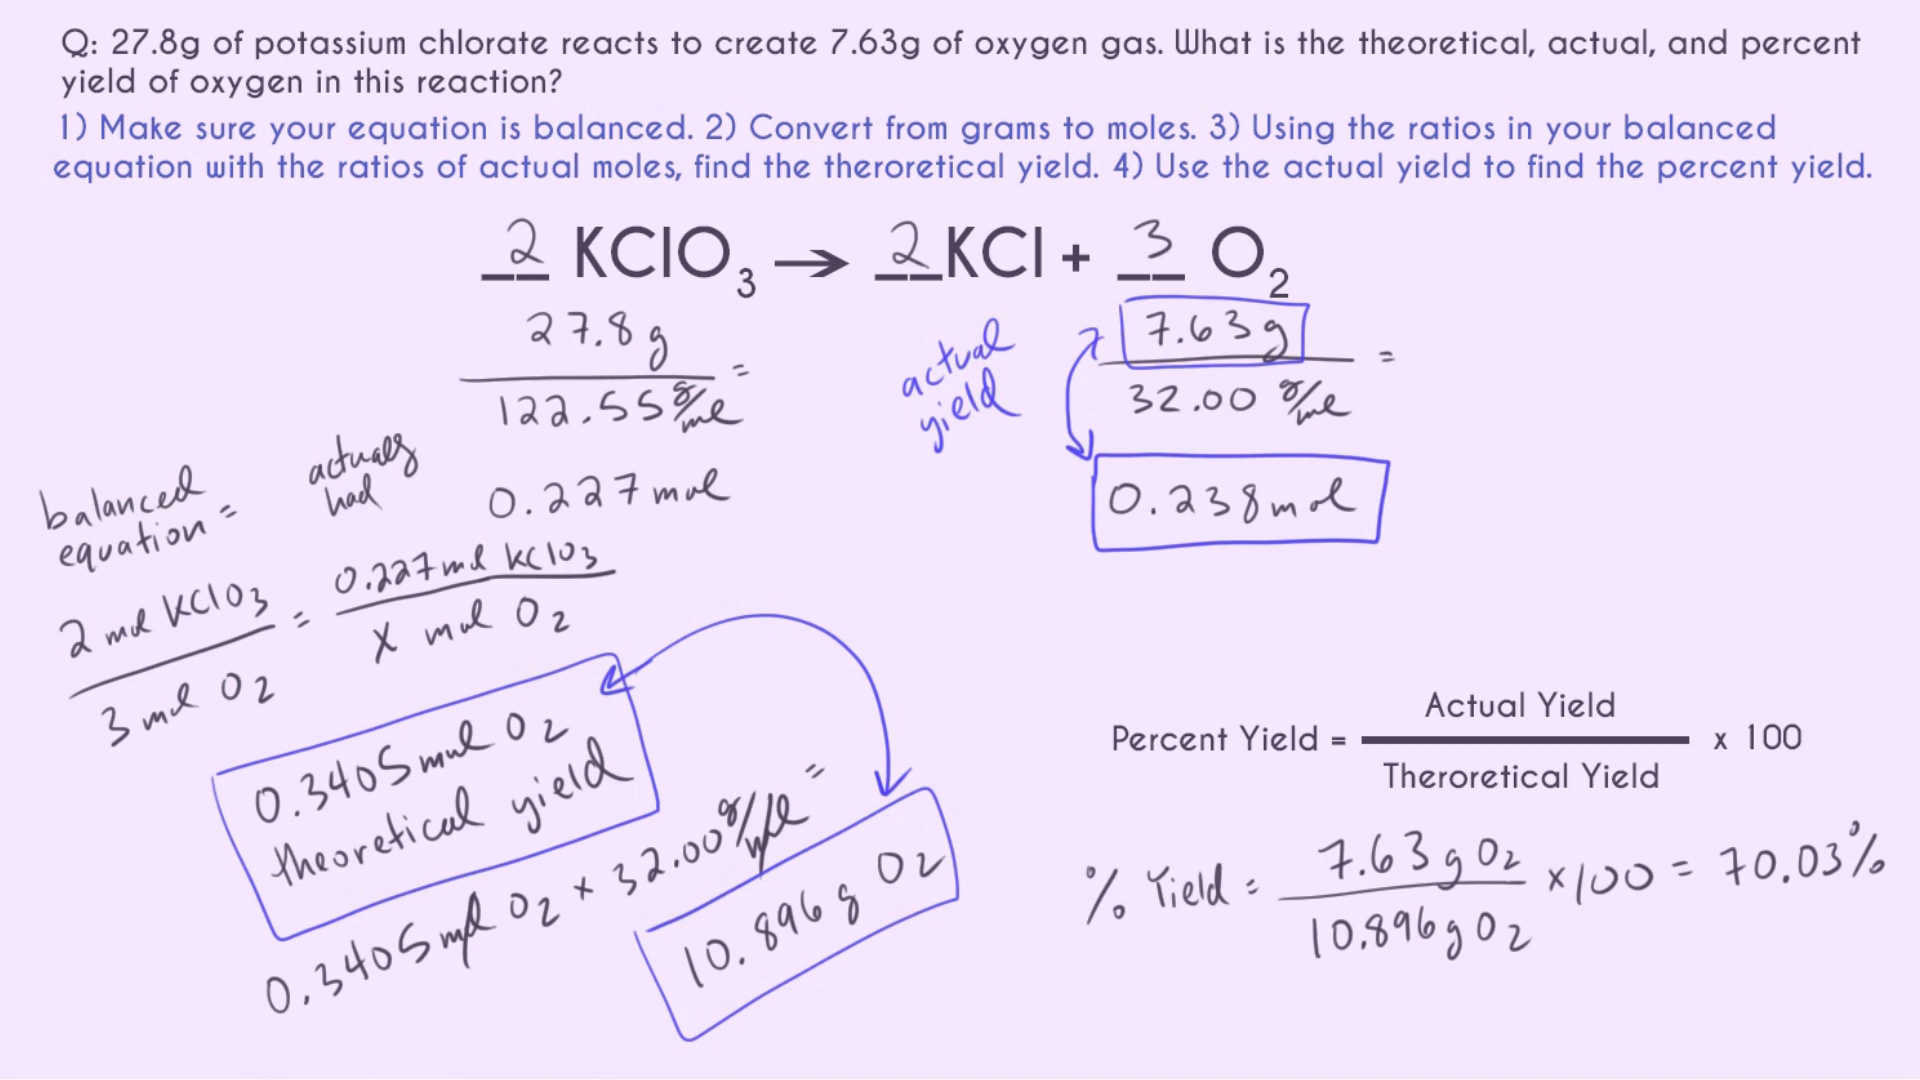 Q: 27.8g of potassium chlorate reacts to create 7.63g of oxygen gas. What is the theoretical, actual, and percent
yield of oxygen in this reaction?
1) Make sure your equation is balanced. 2) Convert from grams to moles. 3) Using the ratios in your balanced
equation with the ratios of actual moles, find the theroretical yield. 4) Use the actual yield to find the percent yield.
2 KClO₃ → 2 KCl + 3 O₂
27.8 g
122.55 g/mol =
0.227 mol
actual
yield
7.63g
32.00 g/mol =
0.238 mol
balanced
equation =
actually
had
2 mol KClO3
3 mol O2
=
0.227 mol KClO3
X mol O2
0.3405 mol O2
theoretical yield
0.3405 mol O2 x 32.00 g/mol =
10.896 g O2
Percent Yield =
Actual Yield
Theroretical Yield
x 100
% Yield =
7.63 g O2
10.896 g O2
x 100 = 70.03%